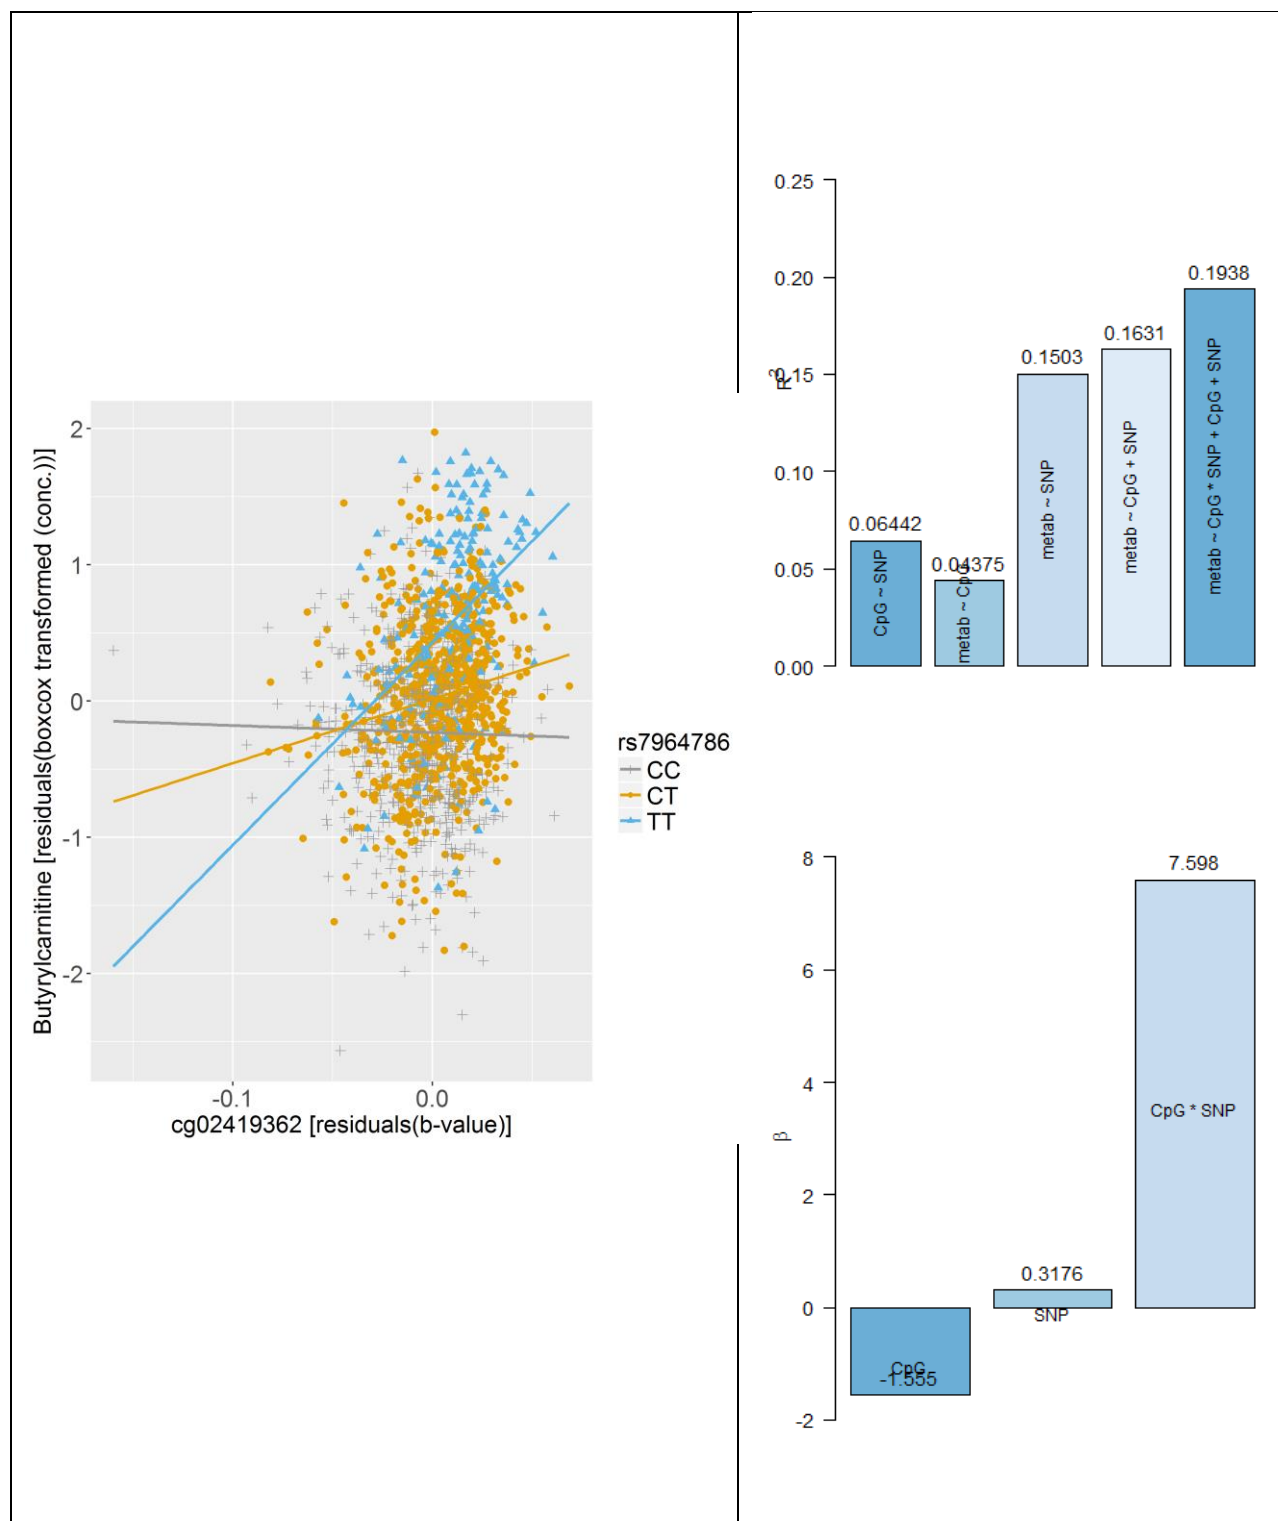 2
1
0
-1
-2
Butyrylcarnitine [residuals(boxcox transformed (conc.))]
-0.1
0.0
cg02419362 [residuals(b-value)]
rs7964786
CC
CT
TT
0.25
0.20
0.15
0.10
0.05
0.00
R²
0.06442
CpG ~ SNP
0.04375
metab ~ CpG
0.1503
metab ~ SNP
0.1631
metab ~ CpG + SNP
0.1938
metab ~ CpG * SNP + CpG + SNP
8
6
4
2
0
-2
β
CpG
-1.555
0.3176
SNP
7.598
CpG * SNP